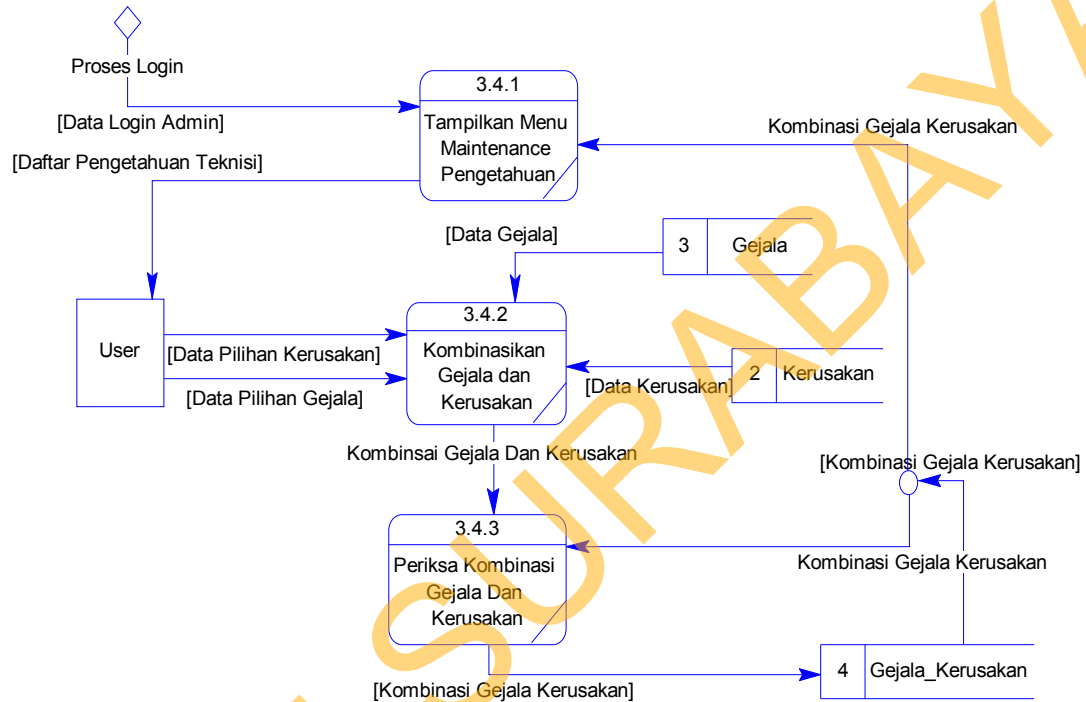 Proses Login
[Data Login Admin]
[Daftar Pengetahuan Teknisi]
3.4.1
Tampilkan Menu
Maintenance
Pengetahuan
Kombinasi Gejala Kerusakan
[Data Gejala]
3
Gejala
User
[Data Pilihan Kerusakan]
[Data Pilihan Gejala]
3.4.2
Kombinasikan
Gejala dan
Kerusakan
[Data Kerusakan]
2
Kerusakan
Kombinsai Gejala Dan Kerusakan
[Kombinasi Gejala Kerusakan]
3.4.3
Periksa Kombinasi
Gejala Dan
Kerusakan
Kombinasi Gejala Kerusakan
[Kombinasi Gejala Kerusakan]
4
Gejala_Kerusakan
SURABAYA